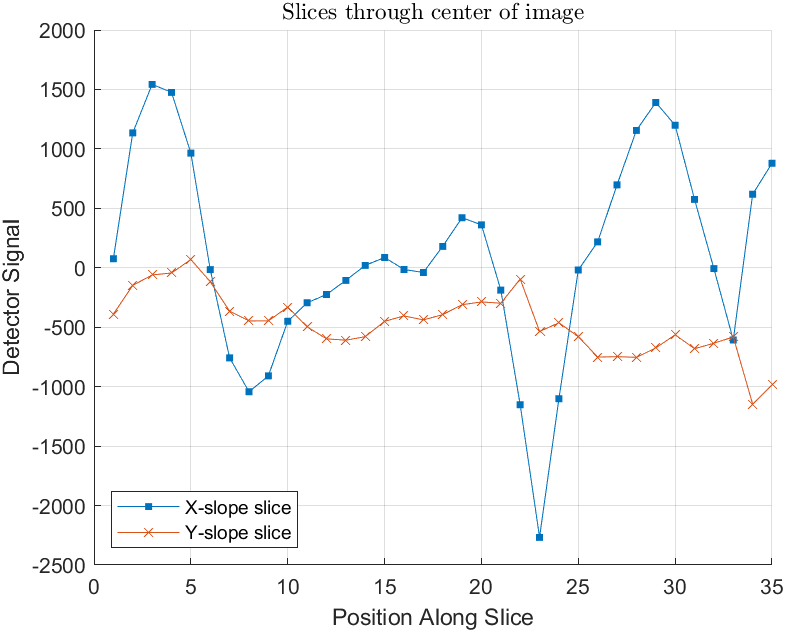 Slices through center of image
2000
1500
1000
500
0
-500
-1000
-1500
-2000
-2500
Detector Signal
X-slope slice
Y-slope slice
0 5 10 15 20 25 30 35
Position Along Slice